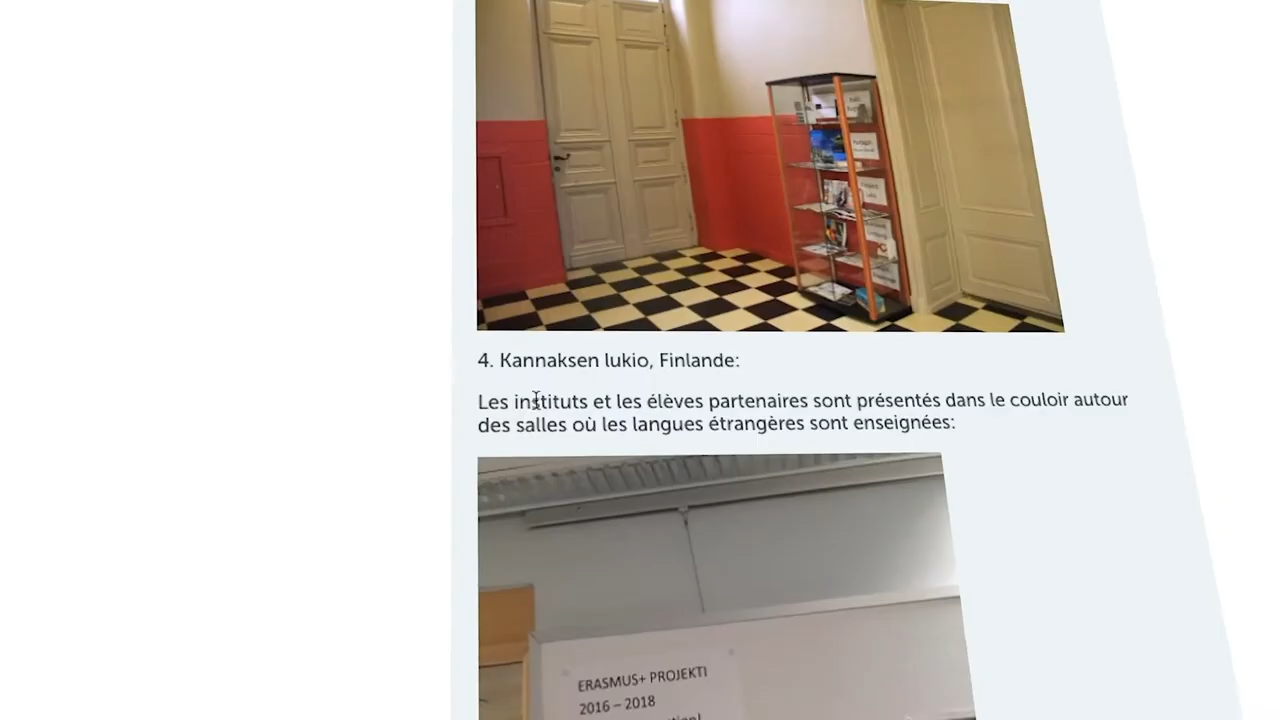 4. Kannaksen lukio, Finlande:
Les instituts et les élèves partenaires sont présentés dans le couloir autour
des salles où les langues étrangères sont enseignées:
ERASMUS+ PROJEKTI
2016 – 2018